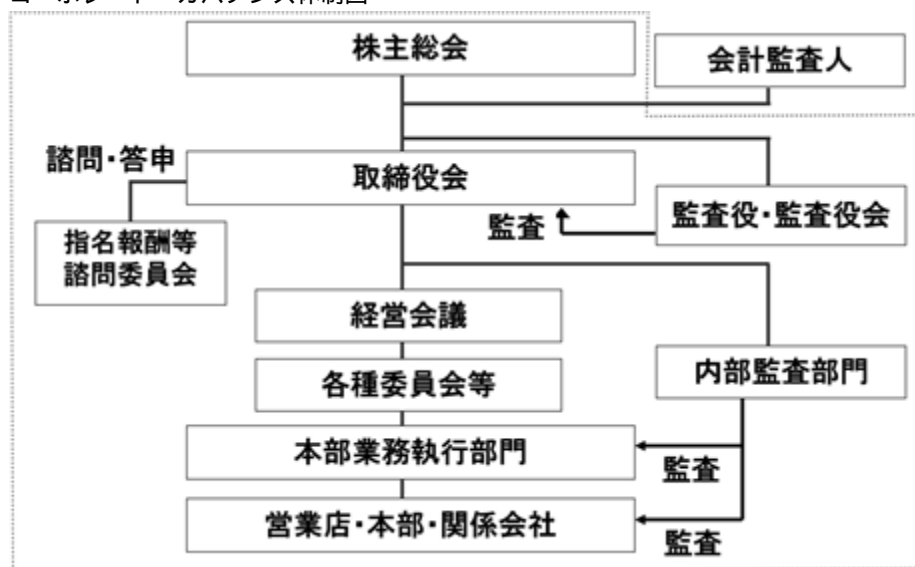 株主総会
会計監査人
諮問・答申
取締役会
監査役・監査役会
監査
指名報酬等
諮問委員会
経営会議
各種委員会等
内部監査部門
本部業務執行部門
監査
営業店・本部・関係会社
監査